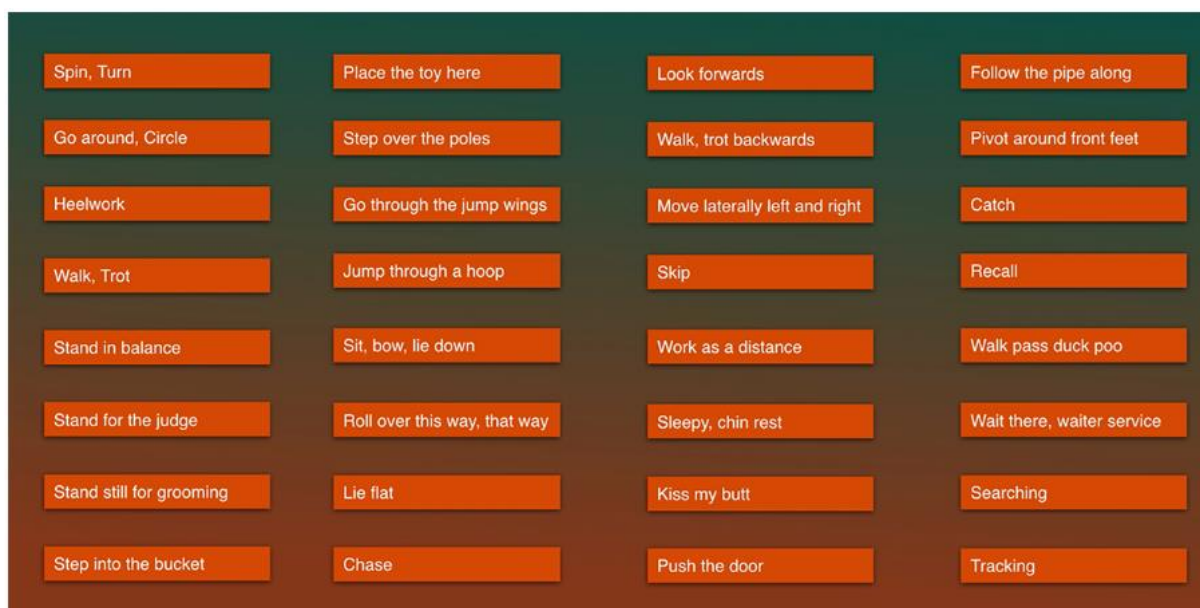 Spin, Turn
Go around, Circle
Heelwork
Walk, Trot
Stand in balance
Stand for the judge
Stand still for grooming
Step into the bucket
Place the toy here
Step over the poles
Go through the jump wings
Jump through a hoop
Sit, bow, lie down
Roll over this way, that way
Lie flat
Chase
Look forwards
Walk, trot backwards
Move laterally left and right
Skip
Work as a distance
Sleepy, chin rest
Kiss my butt
Push the door
Follow the pipe along
Pivot around front feet
Catch
Recall
Walk pass duck poo
Wait there, waiter service
Searching
Tracking